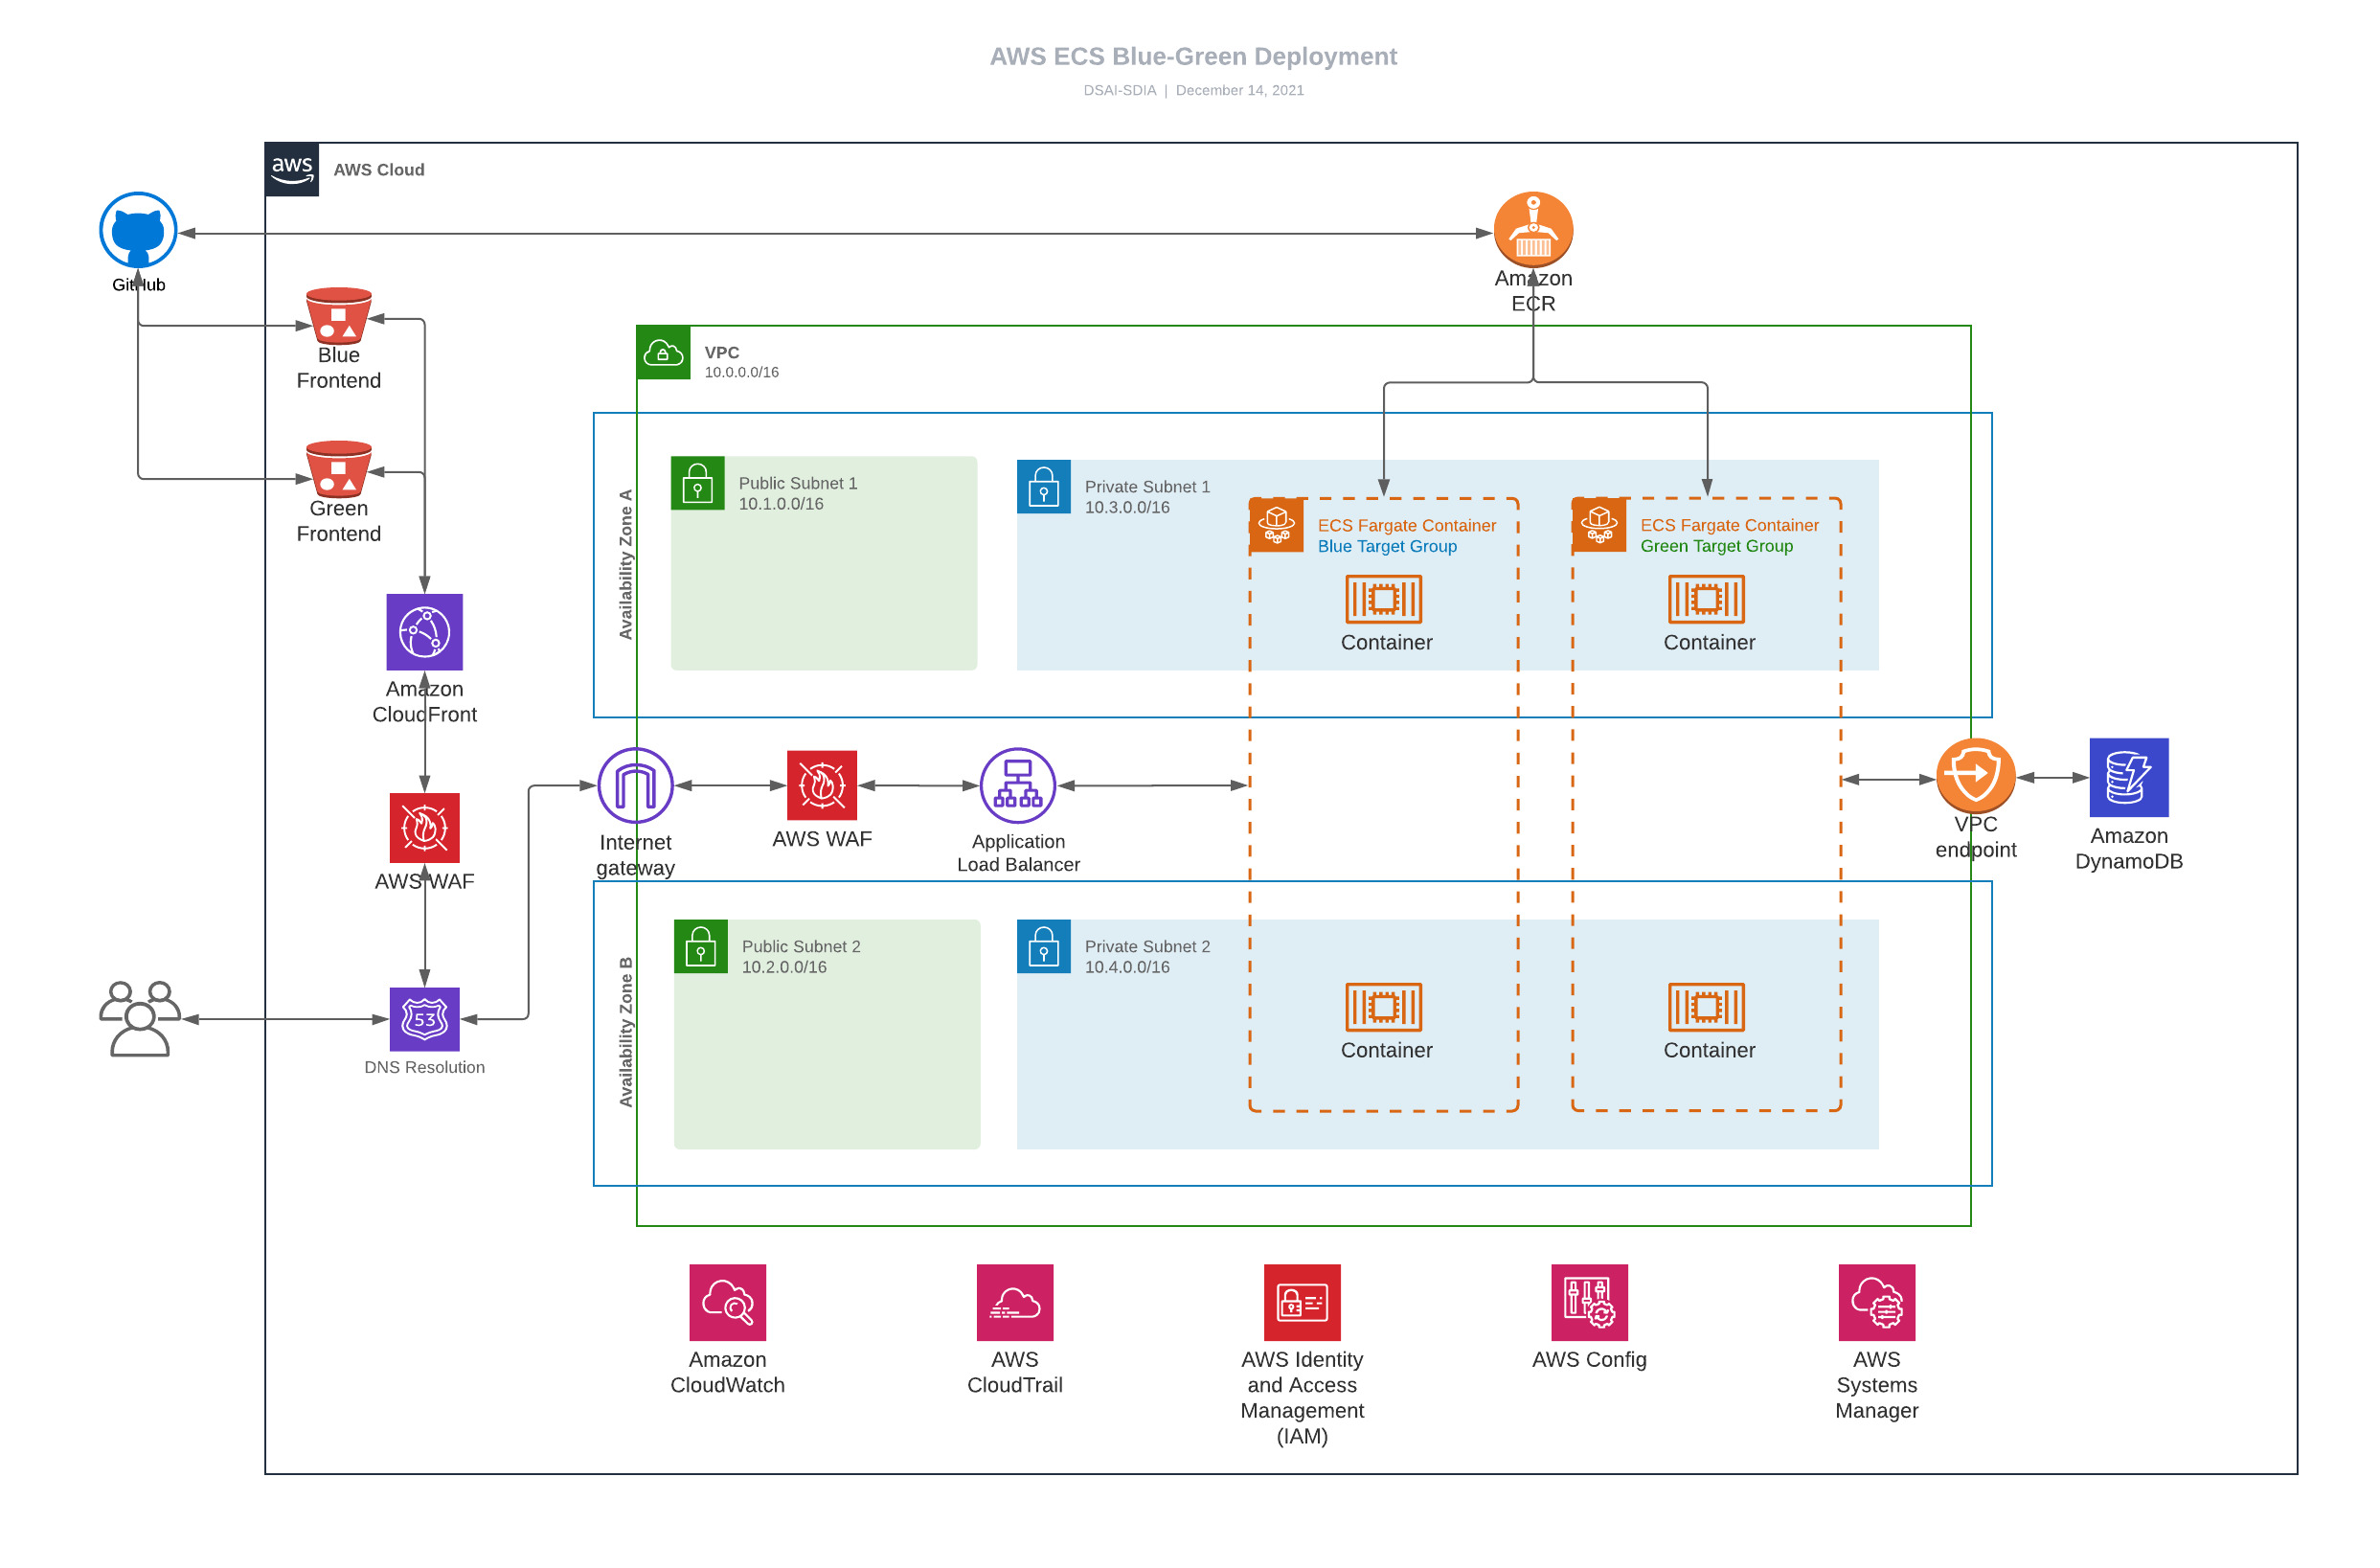 AWS ECS Blue-Green Deployment
DSAI-SDIA | December 14, 2021
aws
AWS Cloud
GitHub
Amazon
ECR
Blue
Frontend
VPC
10.0.0.0/16
Green
Frontend
Availability Zone A
Public Subnet 1
10.1.0.0/16
Private Subnet 1
10.3.0.0/16
ECS Fargate Container
Blue Target Group
ECS Fargate Container
Green Target Group
Container
Container
Amazon
CloudFront
AWS WAF
Internet
gateway
AWS WAF
Application
Load Balancer
VPC
endpoint
Amazon
DynamoDB
53
DNS Resolution
Availability Zone B
Public Subnet 2
10.2.0.0/16
Private Subnet 2
10.4.0.0/16
Container
Container
Amazon
CloudWatch
AWS
CloudTrail
AWS Identity
and Access
Management
(IAM)
AWS Config
AWS
Systems
Manager